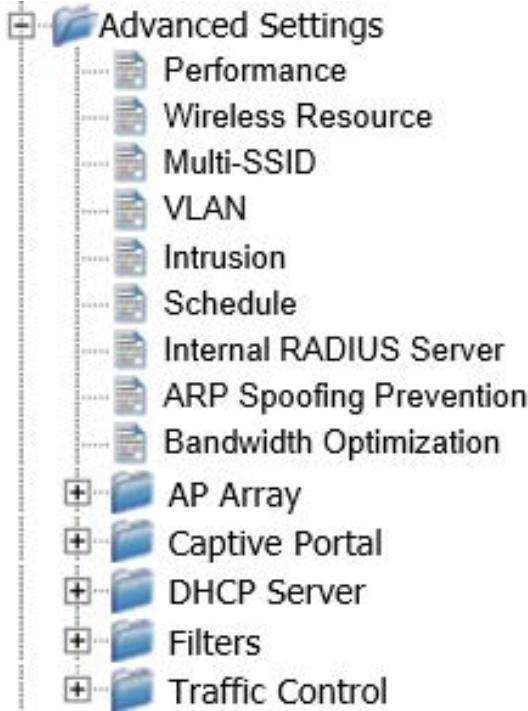 Advanced Settings
Performance
Wireless Resource
Multi-SSID
VLAN
Intrusion
Schedule
Internal RADIUS Server
ARP Spoofing Prevention
Bandwidth Optimization
AP Array
Captive Portal
DHCP Server
Filters
Traffic Control